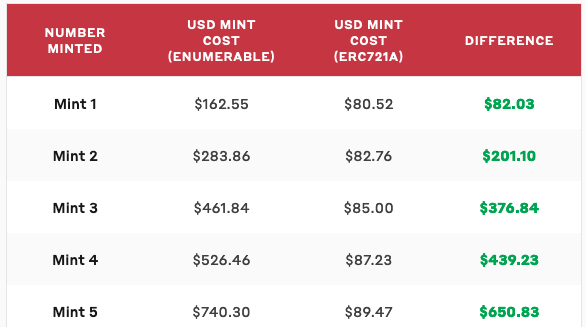 NUMBER MINTED
USD MINT COST (ENUMERABLE)
USD MINT COST (ERC721A)
DIFFERENCE
Mint 1 $162.55 $80.52 $82.03
Mint 2 $283.86 $82.76 $201.10
Mint 3 $461.84 $85.00 $376.84
Mint 4 $526.46 $87.23 $439.23
Mint 5 $740.30 $89.47 $650.83